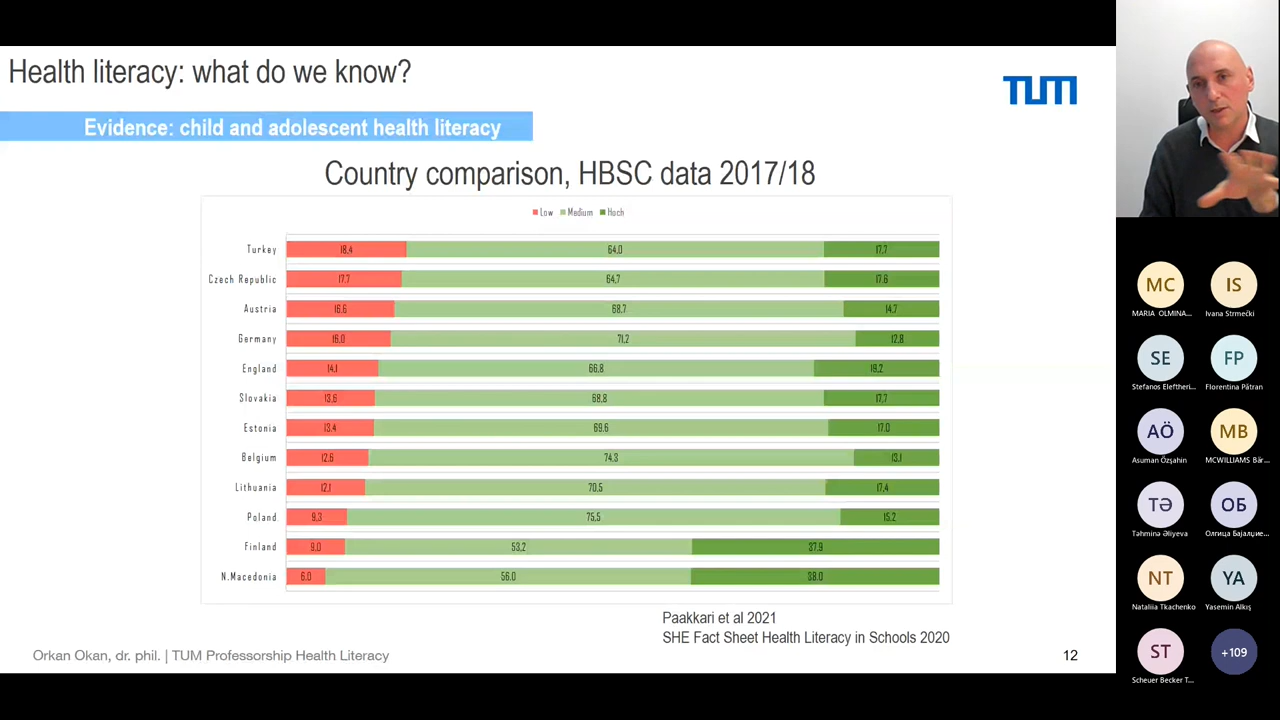 Health literacy: what do we know?
TUM
Evidence: child and adolescent health literacy
Country comparison, HBSC data 2017/18
Low Medium Hoch
Turkey 18,4 64,0 17,7
Czech Republic 17,7 64,7 17,6
Austria 16,6 68,7 14,7
Germany 16,0 71,2 12,8
England 14,1 66,8 19,2
Slovakia 13,6 68,8 17,7
Estonia 13,4 69,6 17,0
Belgium 12,6 74,3 13,1
Lithuania 12,1 70,5 17,4
Poland 9,3 75,5 15,2
Finland 9,0 53,2 37,9
N.Macedonia 6,0 56,0 38,0
Paakkari et al 2021
SHE Fact Sheet Health Literacy in Schools 2020
Orkan Okan, dr. phil. | TUM Professorship Health Literacy
12
MC IS
MARIA OLMINA... Ivana Strmečki
SE FP
Stefanos Eleftheri... Florentina Pătran
AÖ MB
Asuman Özşahin MCWILLIAMS Bär...
TƏ ОБ
Təhminə Əliyeva Олгица Бајалције...
NT YA
Nataliia Tkachenko Yasemin Alkış
ST +109
Scheuer Becker T...